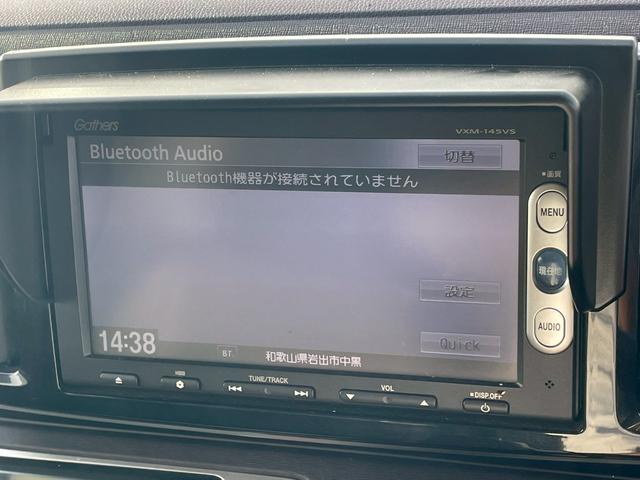 Gathers
VXM-145VS
Bluetooth Audio
切替
Bluetooth機器が接続されていません
画質
MENU
現在地
設定
AUDIO
14:38
Quick
BT
和歌山県岩出市中黒
TUNE/TRACK
VOL
DISP.OFF